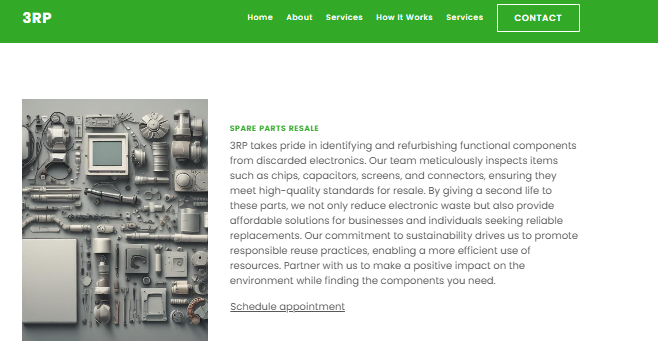 3RP
Home About Services How It Works Services CONTACT
SPARE PARTS RESALE
3RP takes pride in identifying and refurbishing functional components
from discarded electronics. Our team meticulously inspects items
such as chips, capacitors, screens, and connectors, ensuring they
meet high-quality standards for resale. By giving a second life to
these parts, we not only reduce electronic waste but also provide
affordable solutions for businesses and individuals seeking reliable
replacements. Our commitment to sustainability drives us to promote
responsible reuse practices, enabling a more efficient use of
resources. Partner with us to make a positive impact on the
environment while finding the components you need.
Schedule appointment